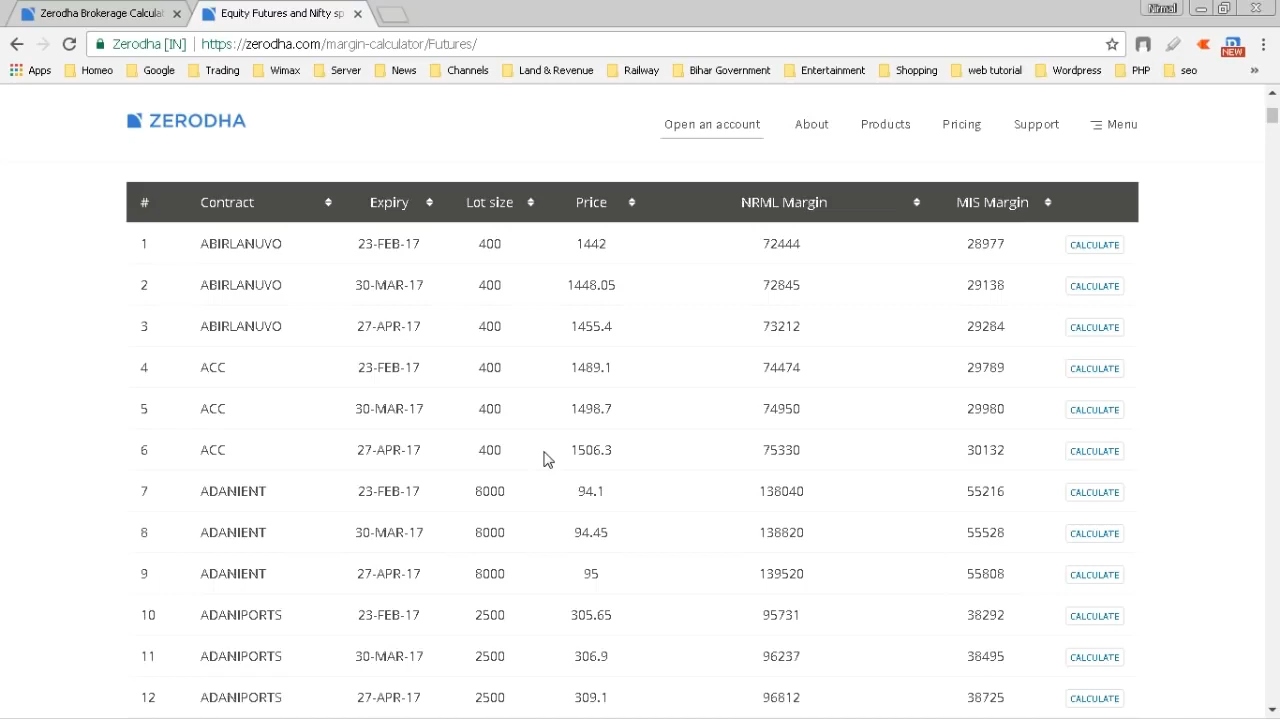 Zerodha Brokerage Calcula
Equity Futures and Nifty sp
Nirmal
Zerodha [IN] https://zerodha.com/margin-calculator/Futures/
NEW
Apps Homeo Google Trading Wimax Server News Channels Land & Revenue Railway Bihar Government Entertainment Shopping web tutorial Wordpress PHP seo »
ZERODHA
Open an account About Products Pricing Support Menu
# Contract Expiry Lot size Price NRML Margin MIS Margin
1 ABIRLANUVO 23-FEB-17 400 1442 72444 28977 CALCULATE
2 ABIRLANUVO 30-MAR-17 400 1448.05 72845 29138 CALCULATE
3 ABIRLANUVO 27-APR-17 400 1455.4 73212 29284 CALCULATE
4 ACC 23-FEB-17 400 1489.1 74474 29789 CALCULATE
5 ACC 30-MAR-17 400 1498.7 74950 29980 CALCULATE
6 ACC 27-APR-17 400 1506.3 75330 30132 CALCULATE
7 ADANIENT 23-FEB-17 8000 94.1 138040 55216 CALCULATE
8 ADANIENT 30-MAR-17 8000 94.45 138820 55528 CALCULATE
9 ADANIENT 27-APR-17 8000 95 139520 55808 CALCULATE
10 ADANIPORTS 23-FEB-17 2500 305.65 95731 38292 CALCULATE
11 ADANIPORTS 30-MAR-17 2500 306.9 96237 38495 CALCULATE
12 ADANIPORTS 27-APR-17 2500 309.1 96812 38725 CALCULATE